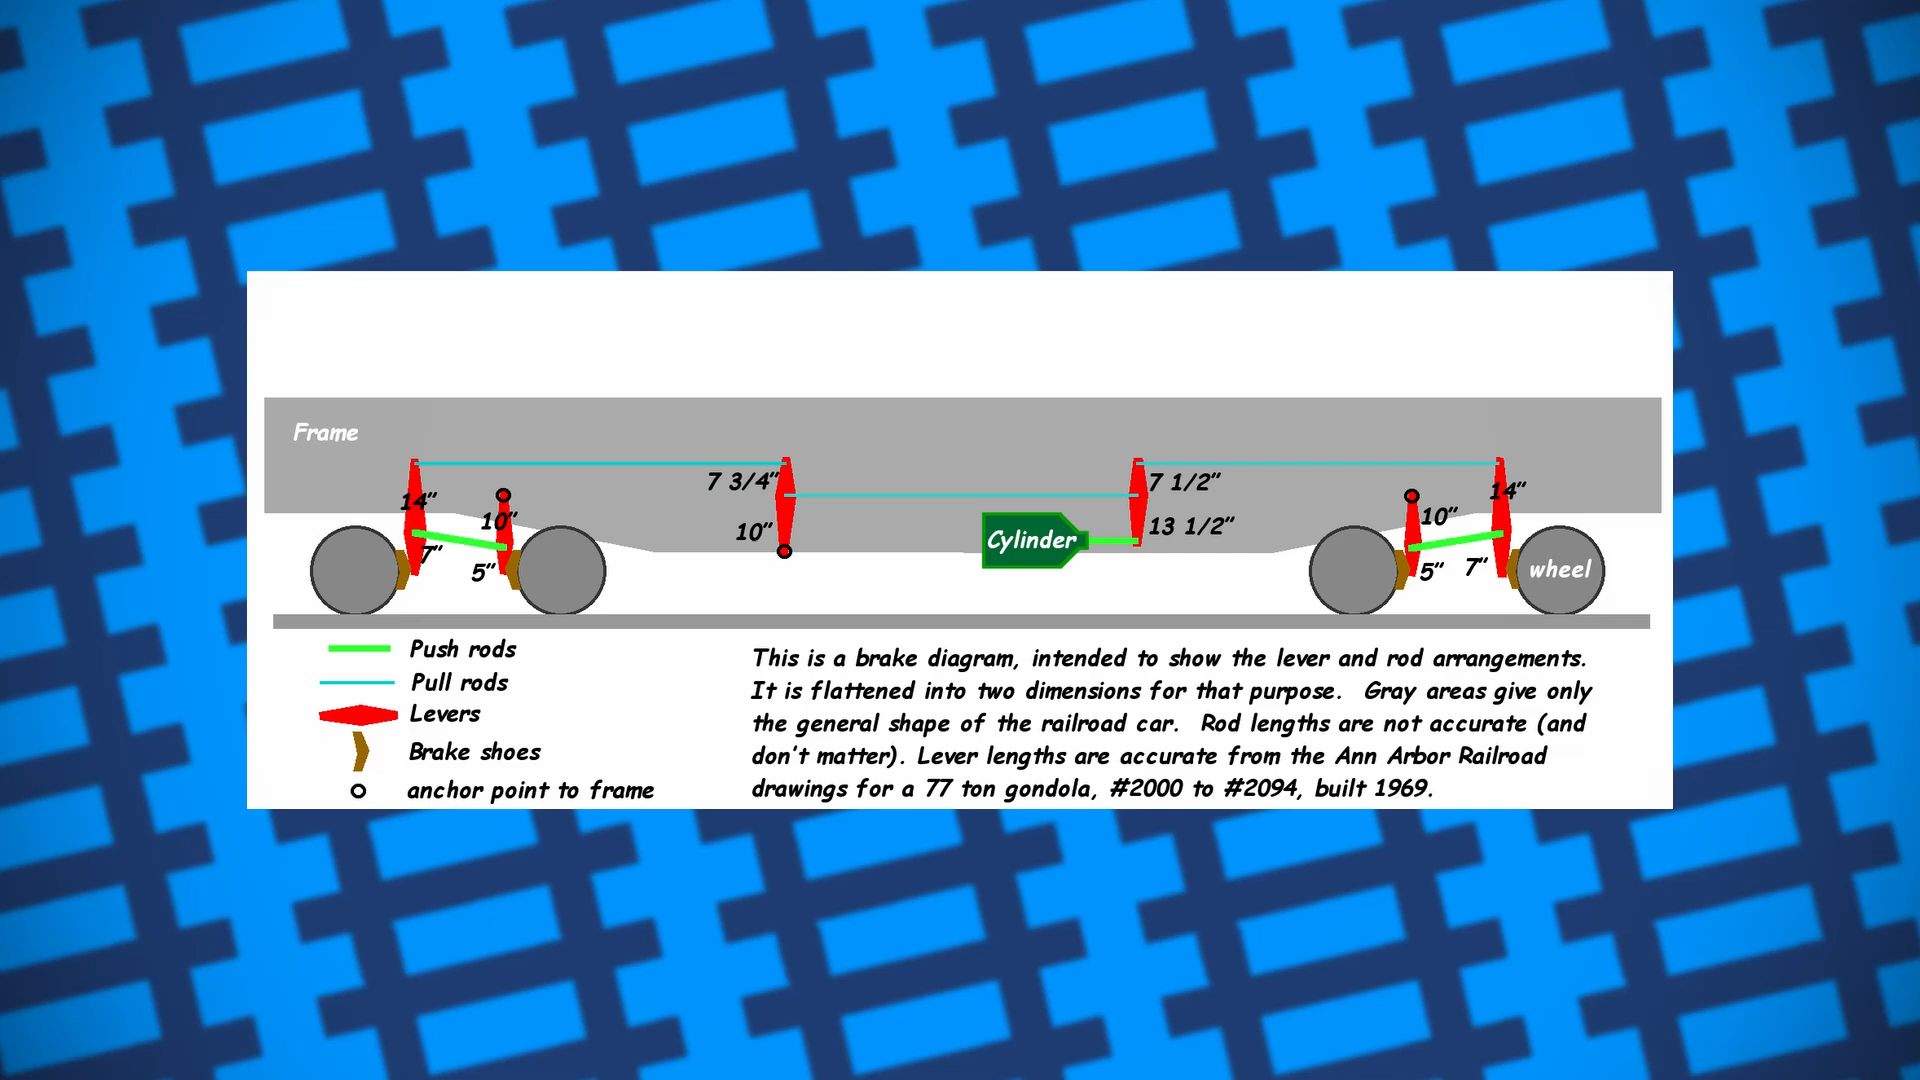 Frame
7 3/4"
7 1/2"
14"
10"
10"
14"
10"
13 1/2"
Cylinder
7"
5"
5"
7"
wheel
Push rods
Pull rods
Levers
Brake shoes
anchor point to frame
This is a brake diagram, intended to show the lever and rod arrangements.
It is flattened into two dimensions for that purpose. Gray areas give only
the general shape of the railroad car. Rod lengths are not accurate (and
don't matter). Lever lengths are accurate from the Ann Arbor Railroad
drawings for a 77 ton gondola, #2000 to #2094, built 1969.